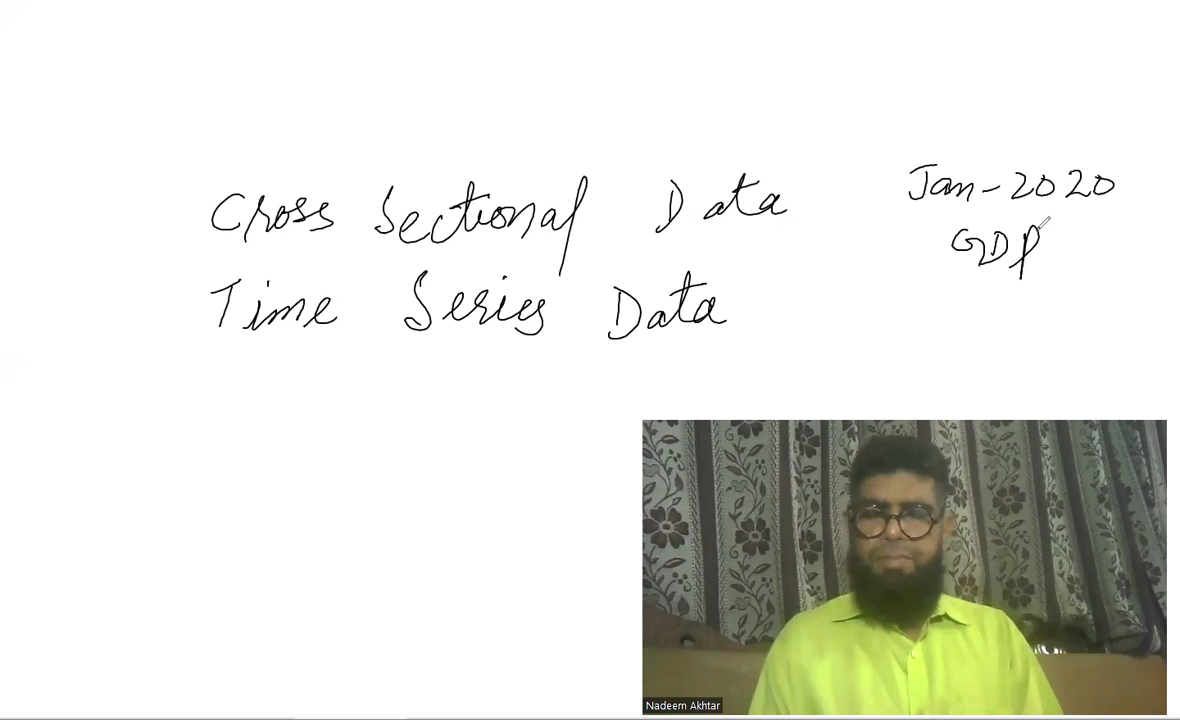 Cross Sectional Data
Jan-2020
GDP
Time Series Data
Nadeem Akhtar